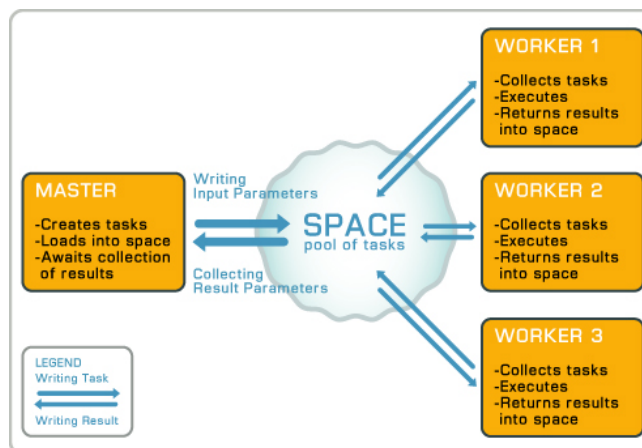 MASTER
-Creates tasks
-Loads into space
-Awaits collection
of results
Writing
Input Parameters
Collecting
Result Parameters
SPACE
pool of tasks
WORKER 1
-Collects tasks
-Executes
-Returns results
into space
WORKER 2
-Collects tasks
-Executes
-Returns results
into space
WORKER 3
-Collects tasks
-Executes
-Returns results
into space
LEGEND
Writing Task
Writing Result